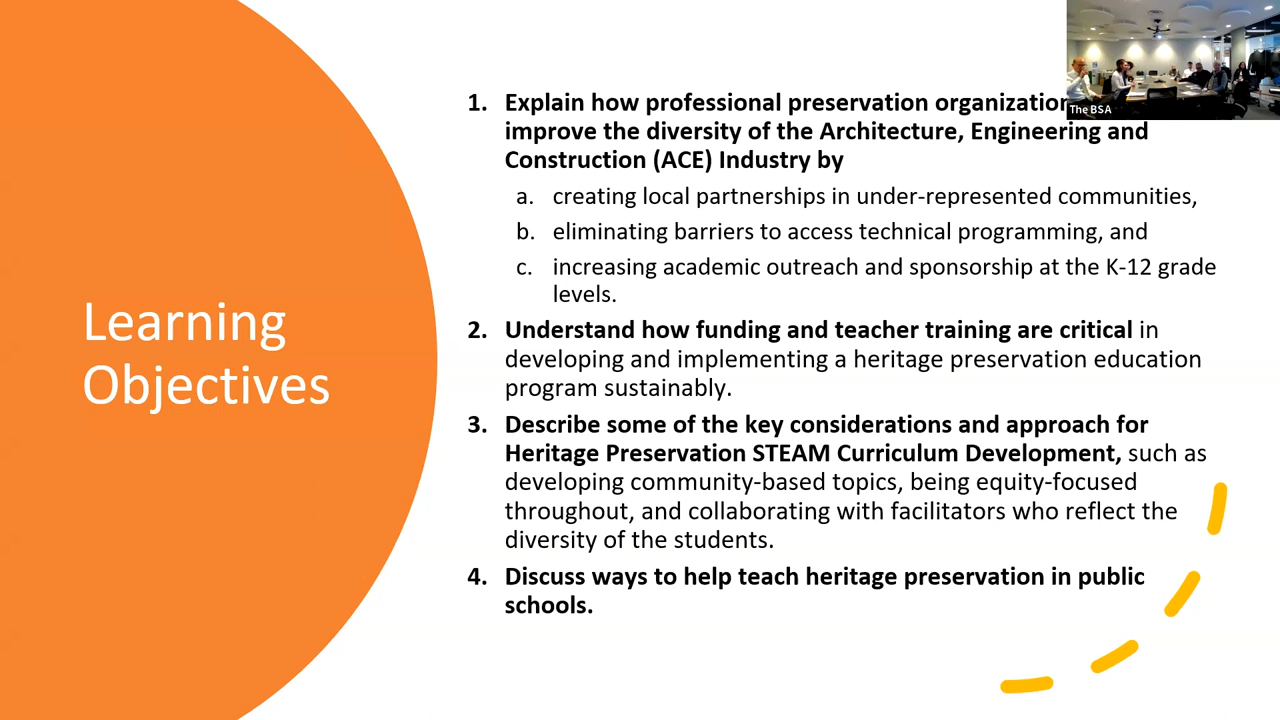 Learning
Objectives
1. Explain how professional preservation
improve the diversity of the Architecture, Engineering and
Construction (ACE) Industry by
a. creating local partnerships in under-represented communities,
b. eliminating barriers to access technical programming, and
c. increasing academic outreach and sponsorship at the K-12 grade
levels.
2. Understand how funding and teacher training are critical in
developing and implementing a heritage preservation education
program sustainably.
3. Describe some of the key considerations and approach for
Heritage Preservation STEAM Curriculum Development, such as
developing community-based topics, being equity-focused
throughout, and collaborating with facilitators who reflect the
diversity of the students.
4. Discuss ways to help teach heritage preservation in public
schools.
The BSA